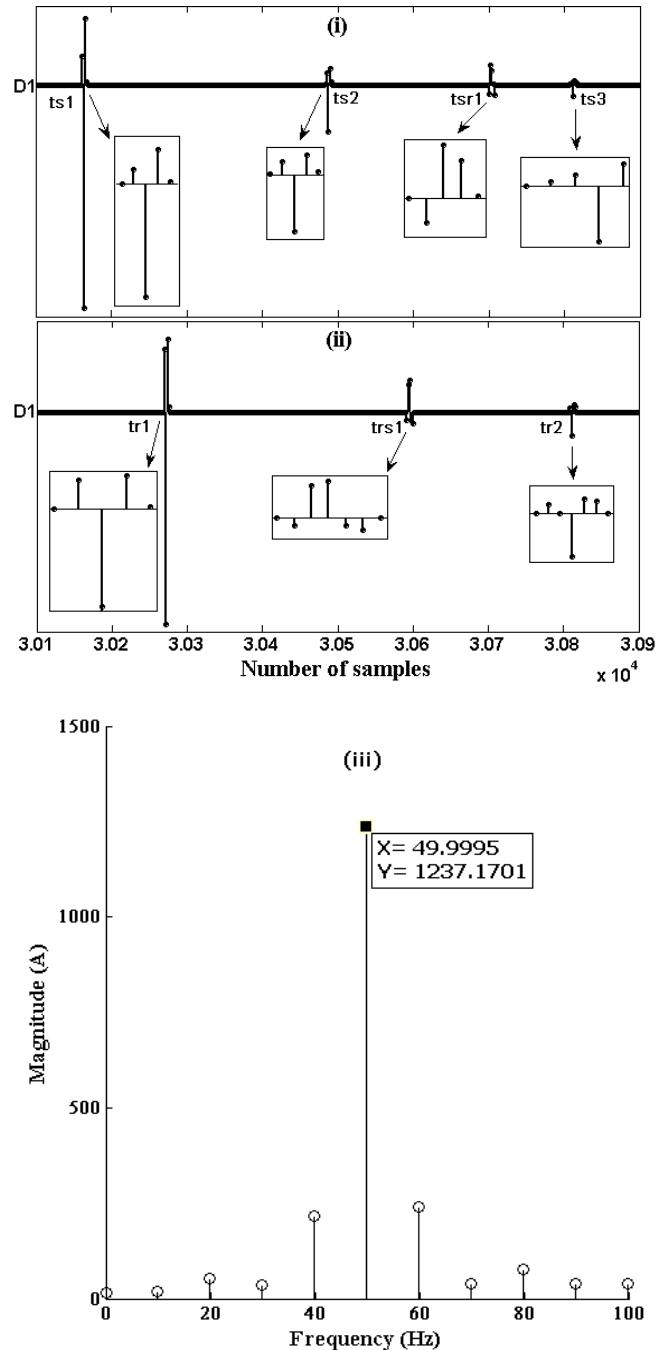 (i)
D1
ts1
ts2
tsr1
ts3
(ii)
D1
tr1
trs1
tr2
3.01 3.02 3.03 3.04 3.05 3.06 3.07 3.08 3.09
Number of samples
x 10^4
(iii)
1500
1000
500
0
X= 49.9995
Y= 1237.1701
Magnitude (A)
0 20 40 60 80 100
Frequency (Hz)